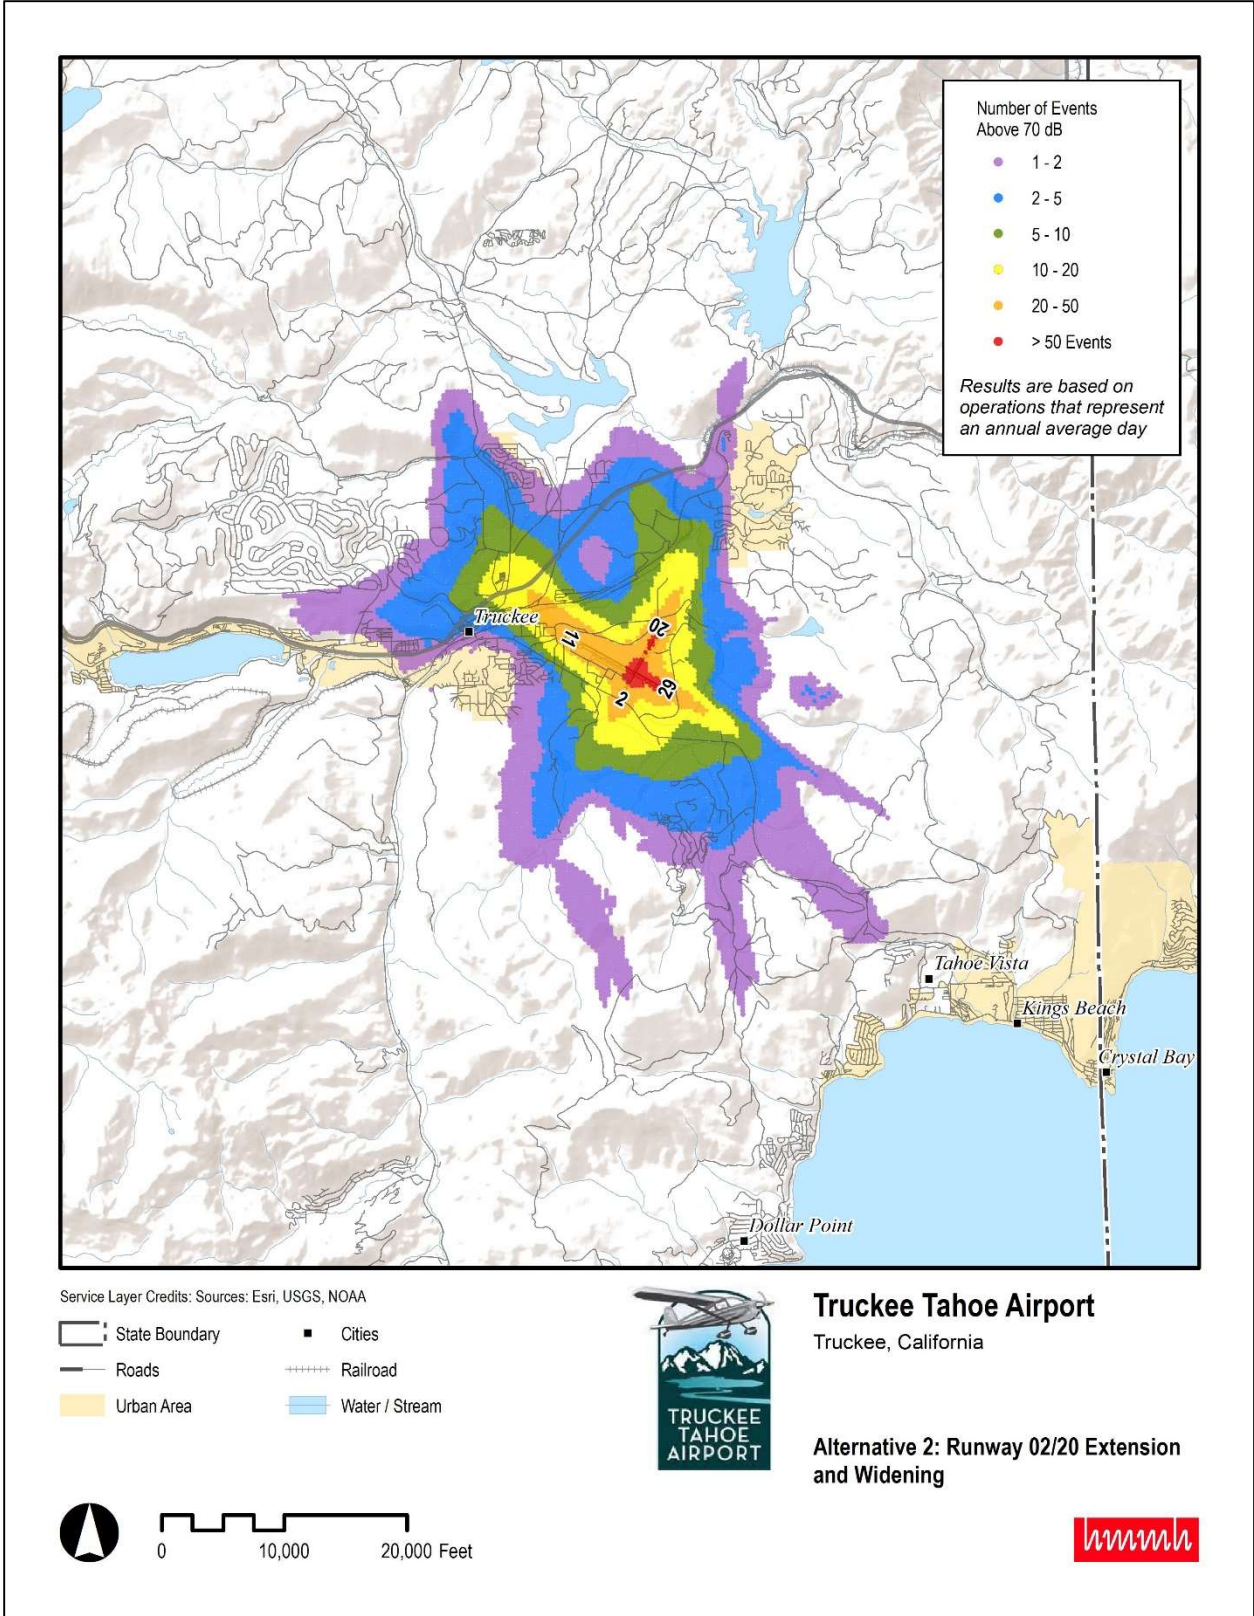 Number of Events
Above 70 dB
1 - 2
2 - 5
5 - 10
10 - 20
20 - 50
> 50 Events
Results are based on
operations that represent
an annual average day
Truckee
11
20
29
2
Tahoe Vista
Kings Beach
Crystal Bay
Dollar Point
Service Layer Credits: Sources: Esri, USGS, NOAA
State Boundary
Cities
Roads
Railroad
Urban Area
Water / Stream
TRUCKEE
TAHOE
AIRPORT
Truckee Tahoe Airport
Truckee, California
Alternative 2: Runway 02/20 Extension
and Widening
0
10,000
20,000 Feet
hmmh